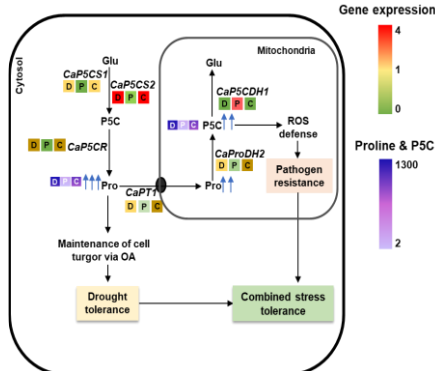 Gene expression
4
1
0
Proline & P5C
1300
2
Cytosol
Mitochondria
Glu
CaP5CS1
D P C
CaP5CS2
D P C
P5C
D P C CaP5CR
D P C Pro
CaPT1
D P C
Maintenance of cell
turgor via OA
Drought
tolerance
Glu
CaP5CDH1
D P C
D P C P5C
ROS
defense
CaProDH2
D P C
Pro
Pathogen
resistance
Combined stress
tolerance